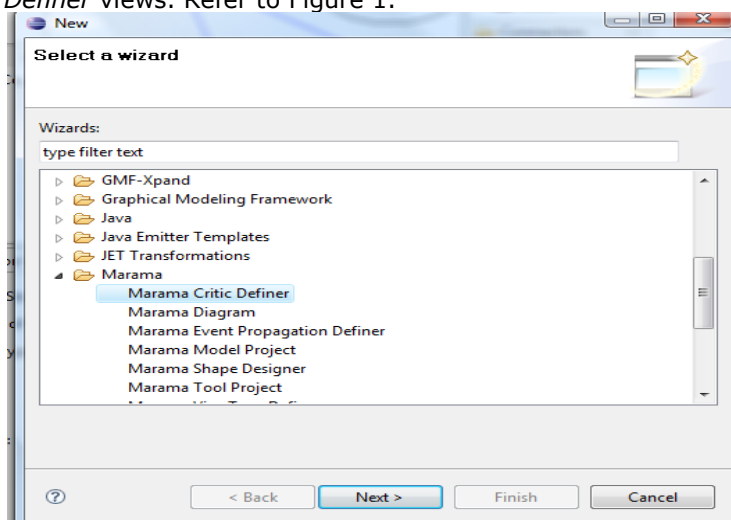 Definer views. Refer to Figure 1.
New
Select a wizard
Wizards:
type filter text
GMF-Xpand
Graphical Modeling Framework
Java
Java Emitter Templates
JET Transformations
Marama
Marama Critic Definer
Marama Diagram
Marama Event Propagation Definer
Marama Model Project
Marama Shape Designer
Marama Tool Project
< Back
Next >
Finish
Cancel